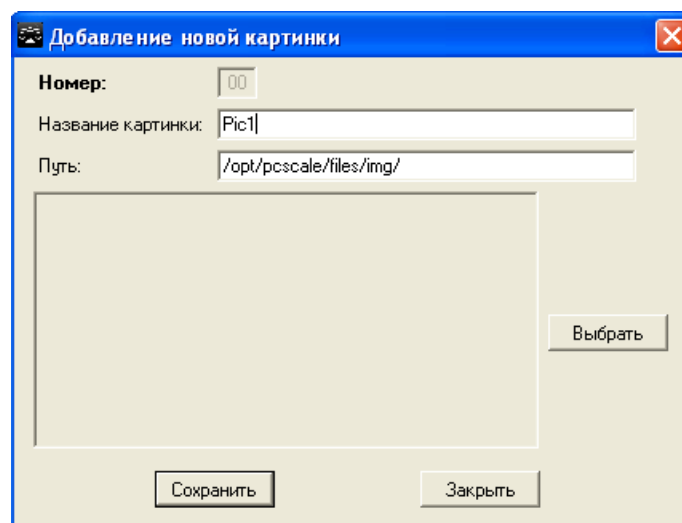 Добавление новой картинки
Номер: 00
Название картинки: Pic1
Путь: /opt/pcscale/files/img/
Выбрать
Сохранить Закрыть